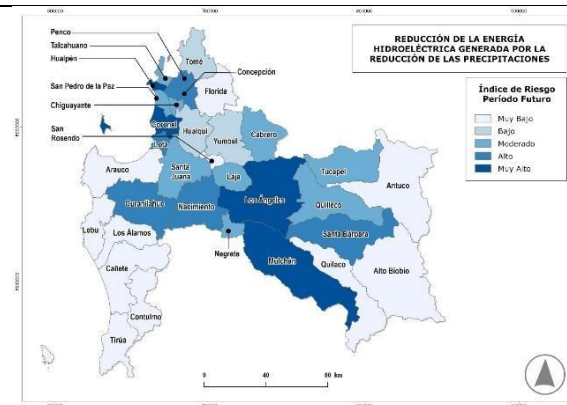 REDUCCIÓN DE LA ENERGÍA
HIDROELÉCTRICA GENERADA POR LA
REDUCCIÓN DE LAS PRECIPITACIONES
Índice de Riesgo
Período Futuro
Muy Bajo
Bajo
Moderado
Alto
Muy Alto
Penco
Talcahuano
Hualpén
San Pedro de la Paz
Chiguayante
San
Rosendo
Tomé
Concepción
Florida
Coronel
Hualqui
Yumbel
Cabrero
Lota
Arauco
Santa
Juana
Laja
Tucapel
Antuco
Curanilahue
Nacimiento
Los Ángeles
Quilleco
Lebu
Los Álamos
Negrete
Santa Bárbara
Cañete
Mulchén
Quilaco
Alto Biobío
Contulmo
Tirúa
0 40 80 km